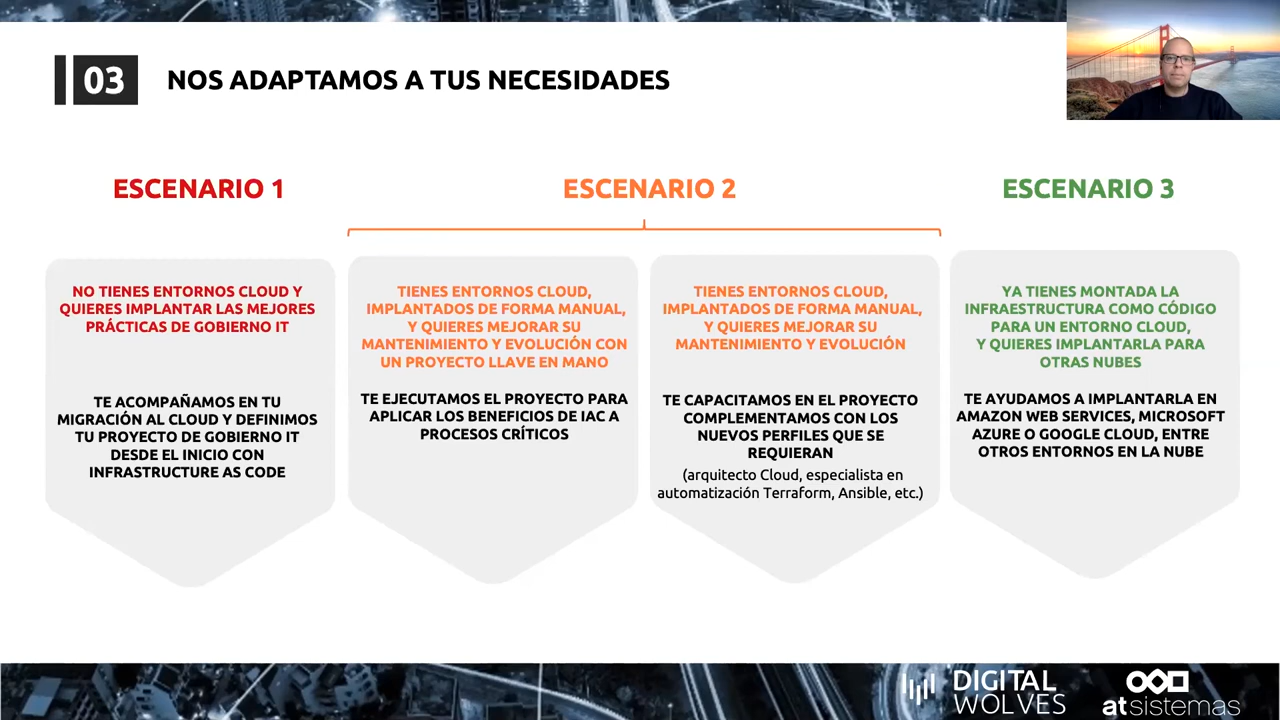 03
NOS ADAPTAMOS A TUS NECESIDADES
ESCENARIO 1
NO TIENES ENTORNOS CLOUD Y
QUIERES IMPLANTAR LAS MEJORES
PRÁCTICAS DE GOBIERNO IT
TE ACOMPAÑAMOS EN TU
MIGRACIÓN AL CLOUD Y DEFINIMOS
TU PROYECTO DE GOBIERNO IT
DESDE EL INICIO CON
INFRASTRUCTURE AS CODE
ESCENARIO 2
TIENES ENTORNOS CLOUD,
IMPLANTADOS DE FORMA MANUAL,
Y QUIERES MEJORAR SU
MANTENIMIENTO Y EVOLUCIÓN CON
UN PROYECTO LLAVE EN MANO
TE EJECUTAMOS EL PROYECTO PARA
APLICAR LOS BENEFICIOS DE IAC A
PROCESOS CRÍTICOS
TIENES ENTORNOS CLOUD,
IMPLANTADOS DE FORMA MANUAL,
Y QUIERES MEJORAR SU
MANTENIMIENTO Y EVOLUCIÓN
TE CAPACITAMOS EN EL PROYECTO
COMPLEMENTAMOS CON LOS
NUEVOS PERFILES QUE SE
REQUIERAN
(arquitecto Cloud, especialista en
automatización Terraform, Ansible, etc.)
ESCENARIO 3
YA TIENES MONTADA LA
INFRAESTRUCTURA COMO CÓDIGO
PARA UN ENTORNO CLOUD,
Y QUIERES IMPLANTARLA PARA
OTRAS NUBES
TE AYUDAMOS A IMPLANTARLA EN
AMAZON WEB SERVICES, MICROSOFT
AZURE O GOOGLE CLOUD, ENTRE
OTROS ENTORNOS EN LA NUBE
DIGITAL
WOLVES
atsistemas